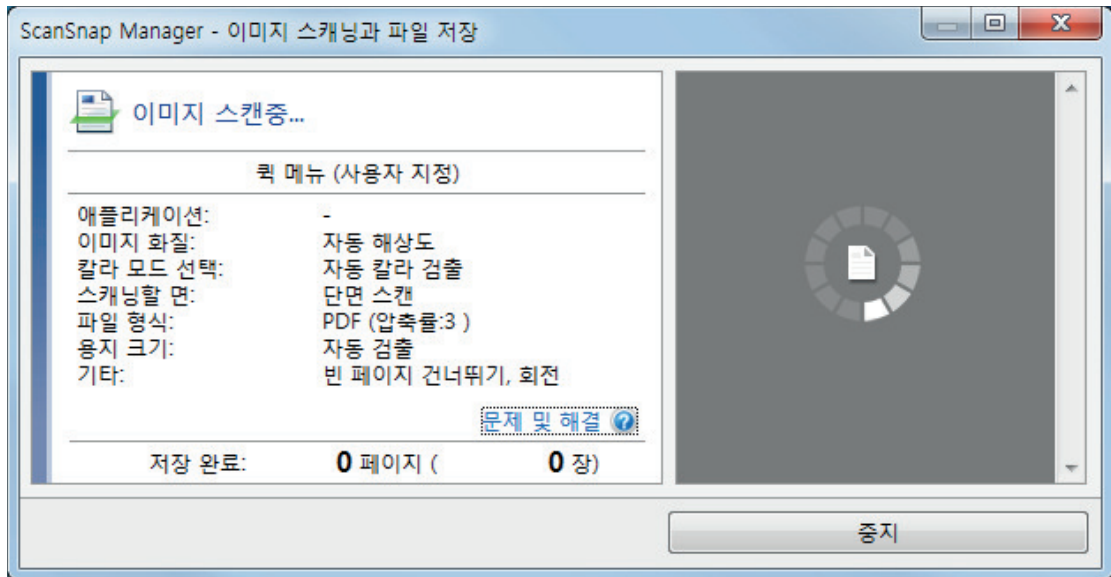 ScanSnap Manager - 이미지 스캐닝과 파일 저장
이미지 스캔중...
퀵 메뉴 (사용자 지정)
애플리케이션: -
이미지 화질: 자동 해상도
칼라 모드 선택: 자동 칼라 검출
스캐닝할 면: 단면 스캔
파일 형식: PDF (압축률:3 )
용지 크기: 자동 검출
기타: 빈 페이지 건너뛰기, 회전
문제 및 해결 ?
저장 완료: 0 페이지 ( 0 장)
중지